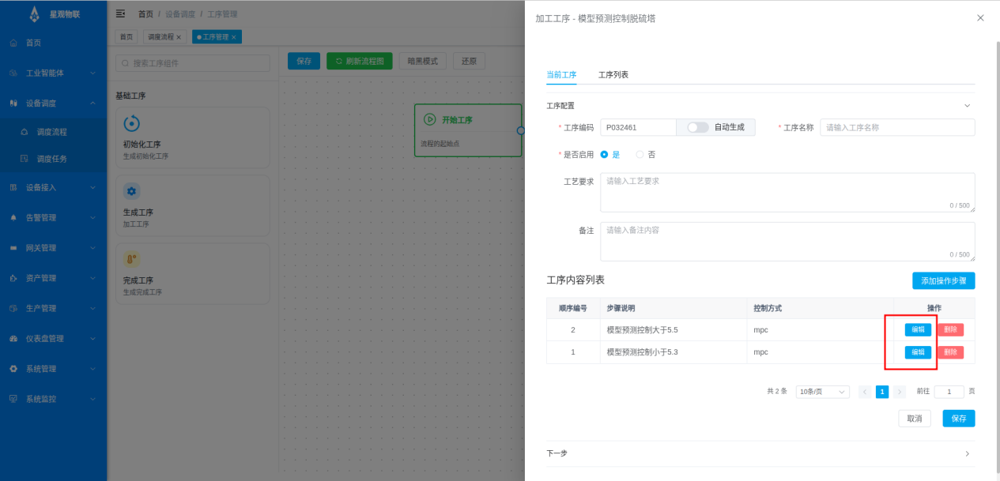 星观物联
首页
工业智能体
设备调度
调度流程
调度任务
设备接入
告警管理
网关管理
资产管理
生产管理
仪表盘管理
系统管理
系统监控
首页 / 设备调度 / 工序管理
首页 调度流程 × 工序管理 ×
搜索工序组件
基础工序
初始化工序
生成初始化工序
生成工序
加工工序
完成工序
生成完成工序
保存 刷新流程图 暗黑模式 还原
开始工序
流程的起始点
加工工序 - 模型预测控制脱硫塔
当前工序 工序列表
工序配置
* 工序编码 P032461 自动生成 * 工序名称 请输入工序名称
* 是否启用 是 否
工艺要求 请输入工艺要求
0 / 500
备注 请输入备注内容
0 / 500
工序内容列表 添加操作步骤
顺序编号 步骤说明 控制方式 操作
2 模型预测控制大于5.5 mpc 编辑 删除
1 模型预测控制小于5.3 mpc 编辑 删除
共 2 条 10条/页 1 前往 1 页
取消 保存
下一步